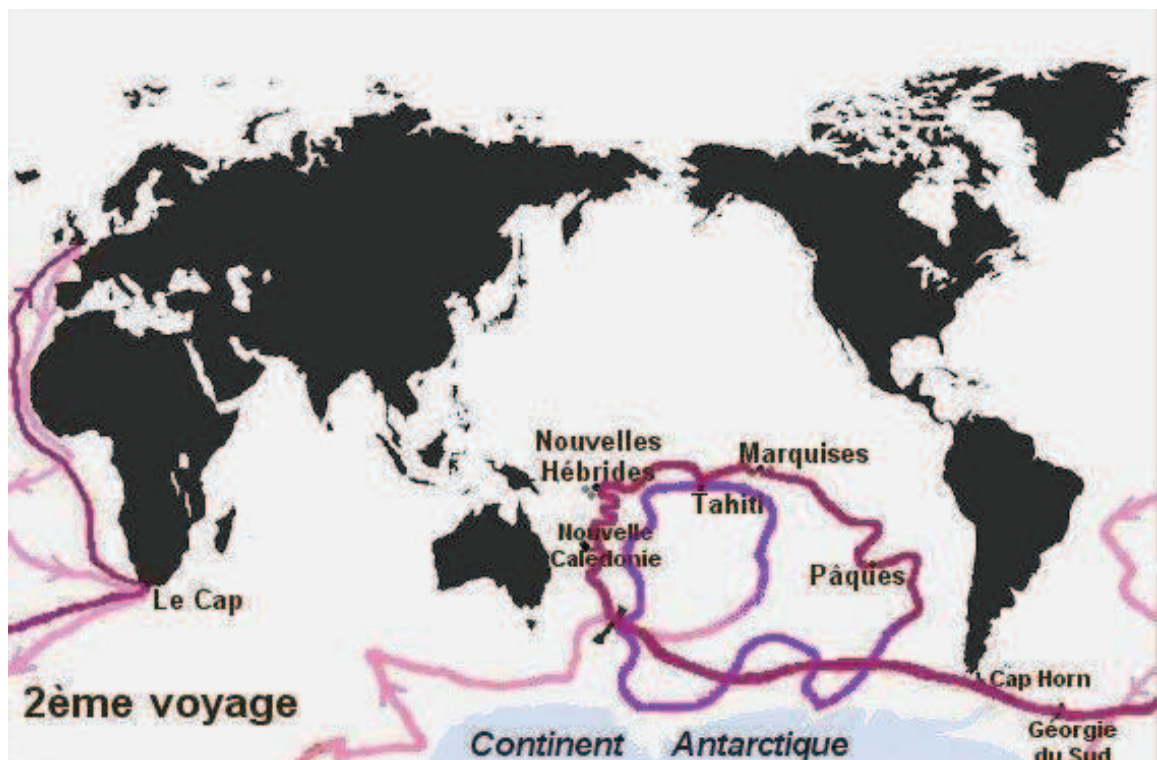 Nouvelles
Hébrides
Marquises
Tahiti
Nouvelle
Calédonie
Pâques
Le Cap
Cap Horn
2ème voyage
Géorgie
du Sud
Continent Antarctique